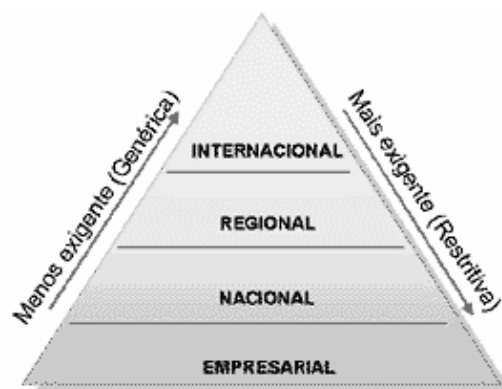 Menos exigente (Genérica)
Mais exigente (Restritiva)
INTERNACIONAL
REGIONAL
NACIONAL
EMPRESARIAL